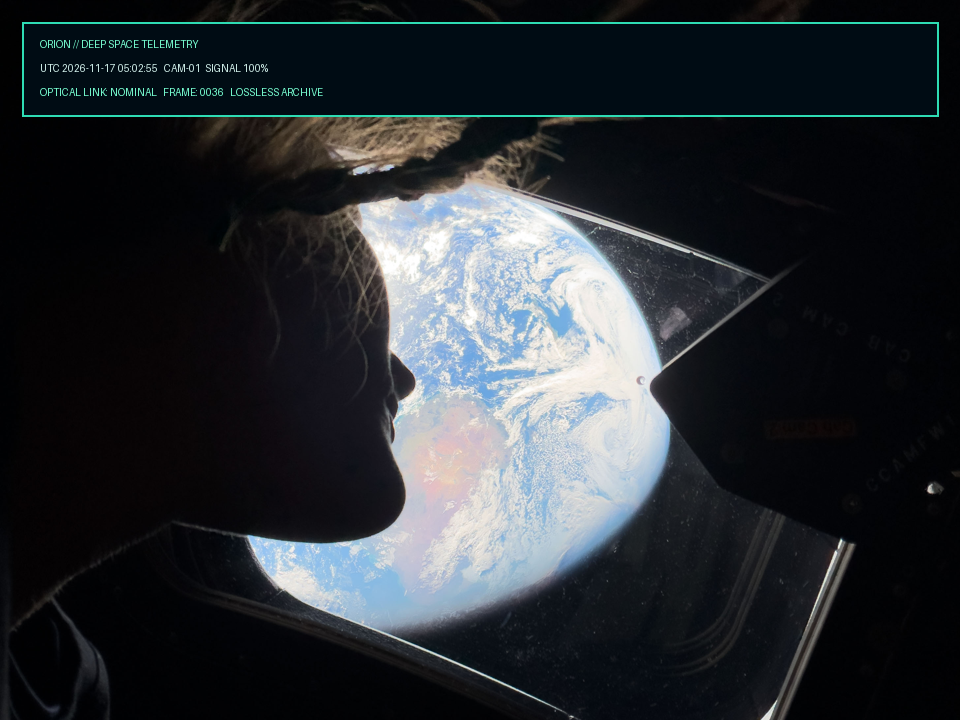 ORION // DEEP SPACE TELEMETRY
UTC 2026-11-17 05:02:55 CAM-01 SIGNAL 100%
OPTICAL LINK: NOMINAL FRAME: 0036 LOSSLESS ARCHIVE